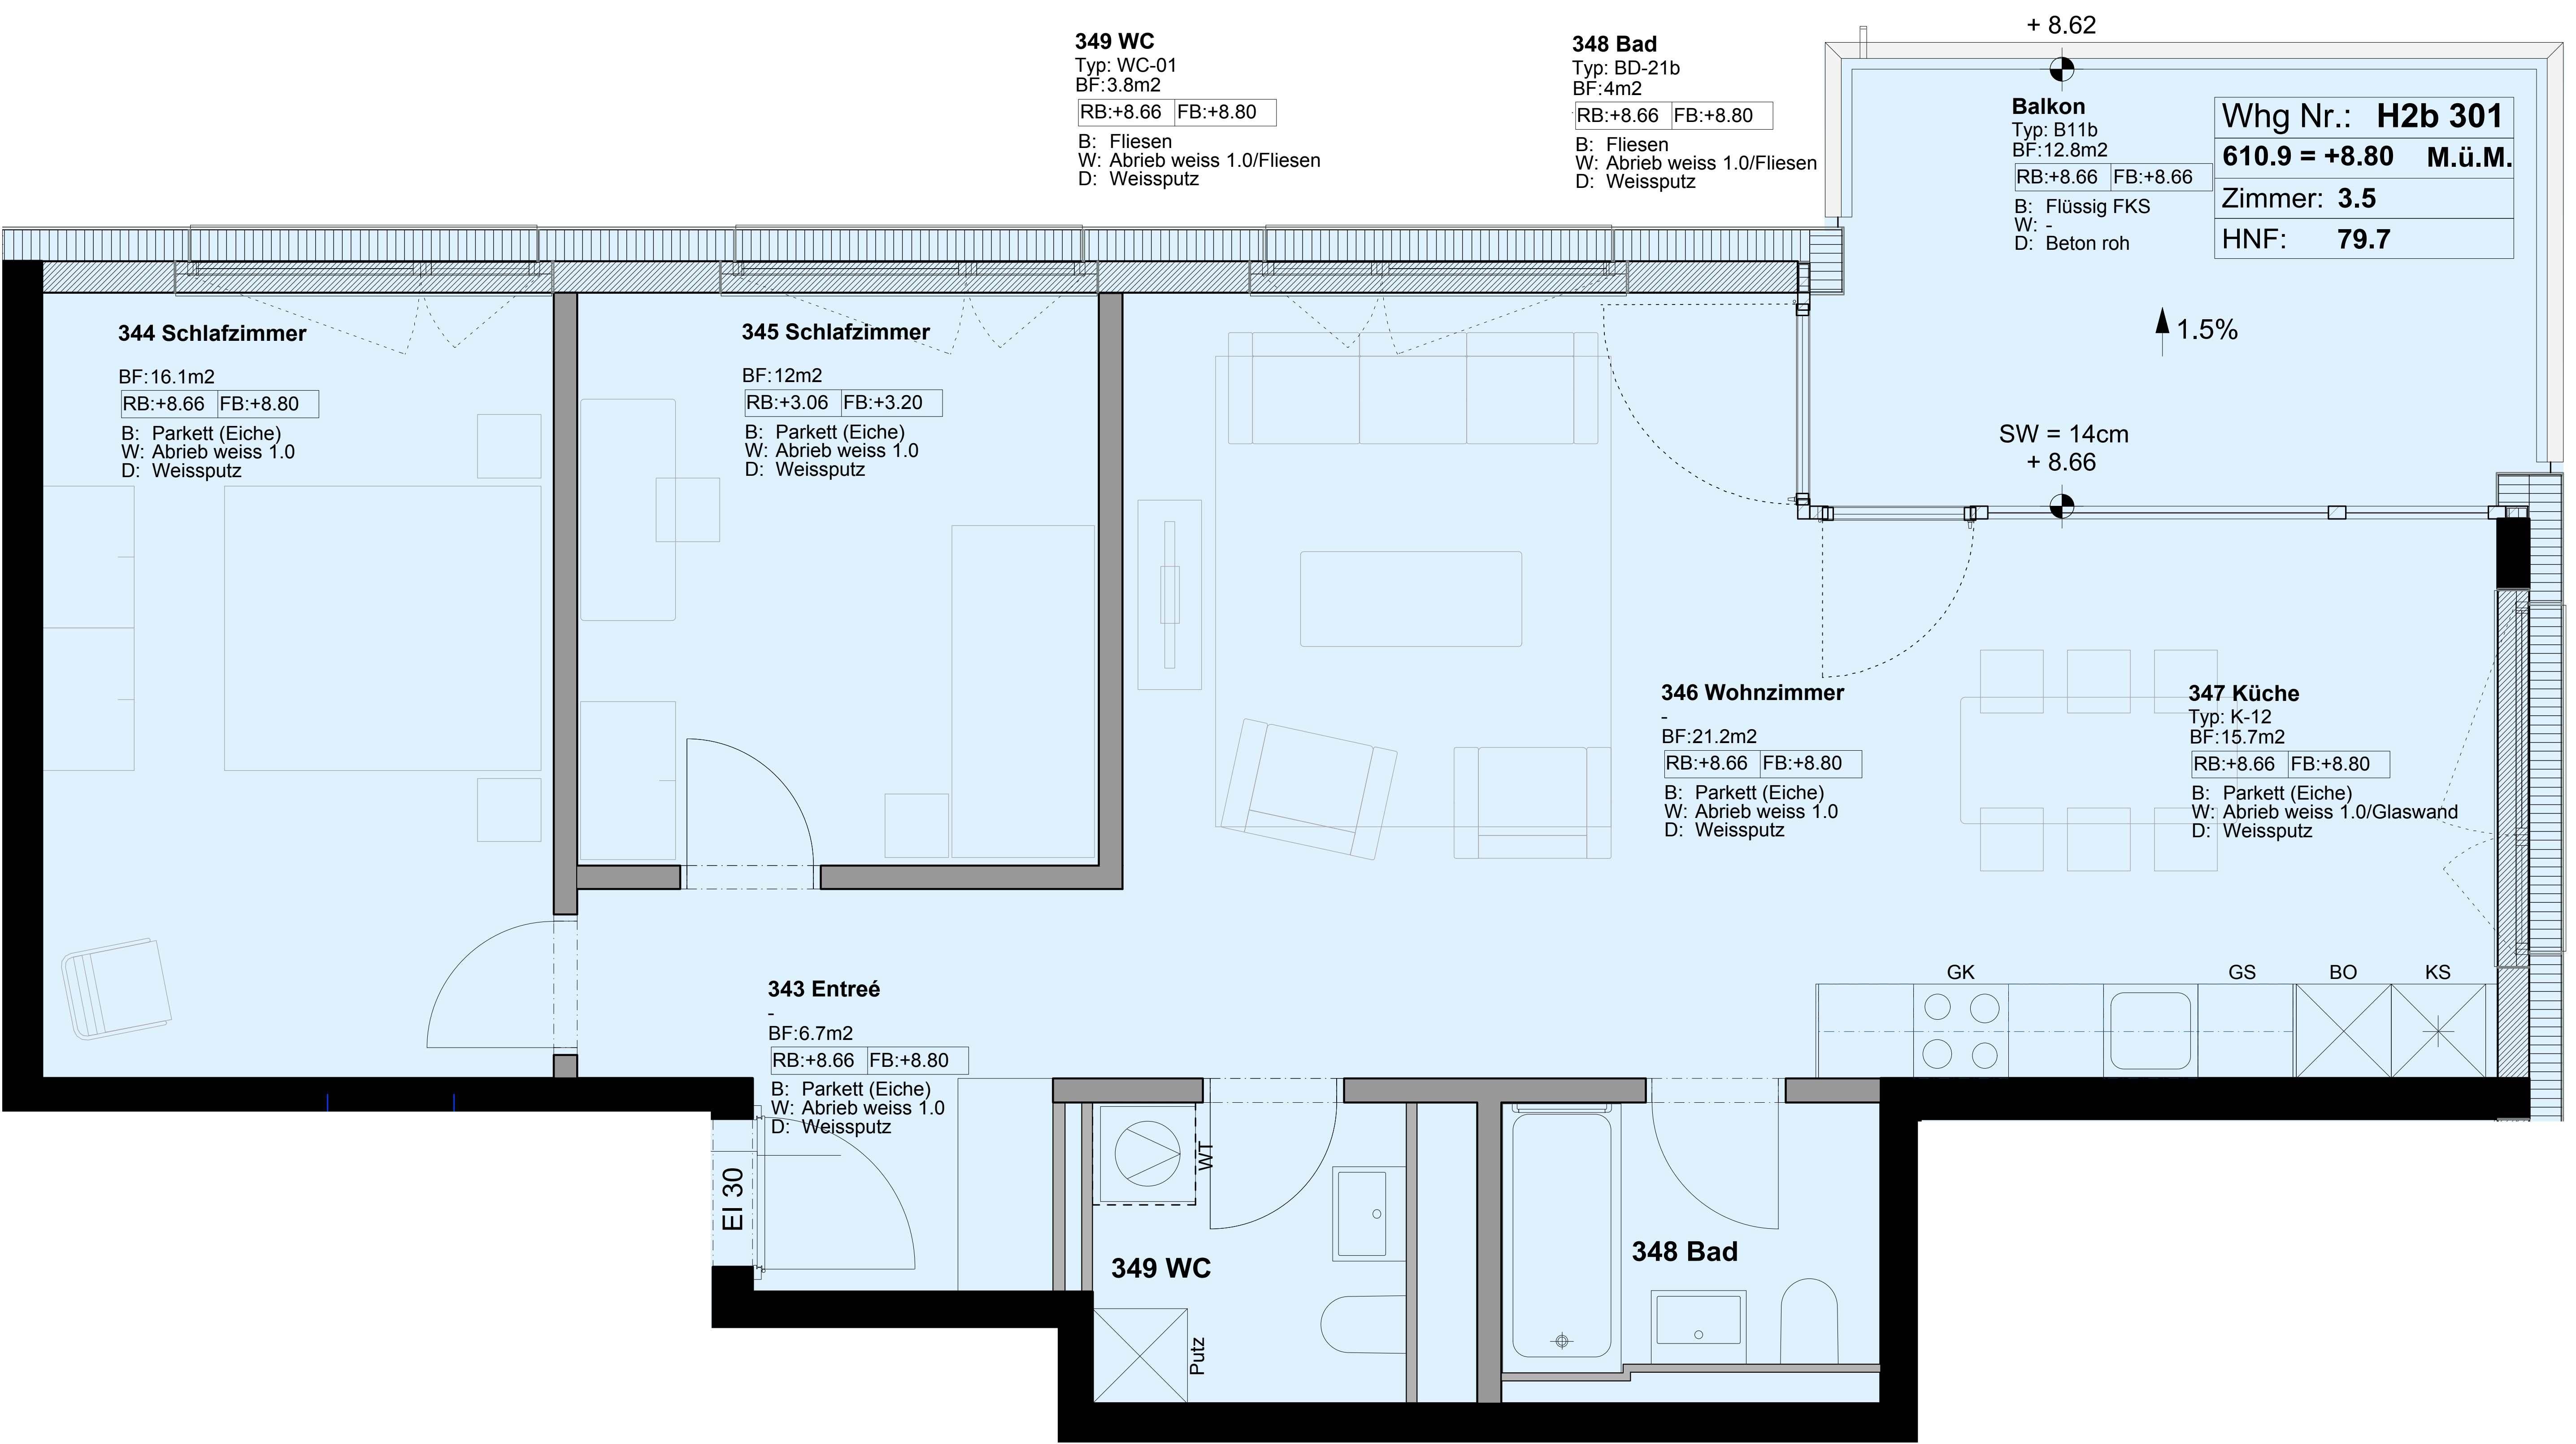 349 WC
Typ: WC-01
BF:3.8m2
RB:+8.66 FB:+8.80
B: Fliesen
W: Abrieb weiss 1.0/Fliesen
D: Weissputz
348 Bad
Typ: BD-21b
BF:4m2
RB:+8.66 FB:+8.80
B: Fliesen
W: Abrieb weiss 1.0/Fliesen
D: Weissputz
+ 8.62
Balkon
Typ: B11b
BF:12.8m2
RB:+8.66 FB:+8.66
B: Flüssig FKS
W: -
D: Beton roh
Whg Nr.: H2b 301
610.9 = +8.80 M.ü.M.
Zimmer: 3.5
HNF: 79.7
1.5%
SW = 14cm
+ 8.66
344 Schlafzimmer
BF:16.1m2
RB:+8.66 FB:+8.80
B: Parkett (Eiche)
W: Abrieb weiss 1.0
D: Weissputz
345 Schlafzimmer
BF:12m2
RB:+3.06 FB:+3.20
B: Parkett (Eiche)
W: Abrieb weiss 1.0
D: Weissputz
346 Wohnzimmer
-
BF:21.2m2
RB:+8.66 FB:+8.80
B: Parkett (Eiche)
W: Abrieb weiss 1.0
D: Weissputz
347 Küche
Typ: K-12
BF:15.7m2
RB:+8.66 FB:+8.80
B: Parkett (Eiche)
W: Abrieb weiss 1.0/Glaswand
D: Weissputz
GK GS BO KS
343 Entreé
-
BF:6.7m2
RB:+8.66 FB:+8.80
B: Parkett (Eiche)
W: Abrieb weiss 1.0
D: Weissputz
EI 30
WT
349 WC
Putz
348 Bad